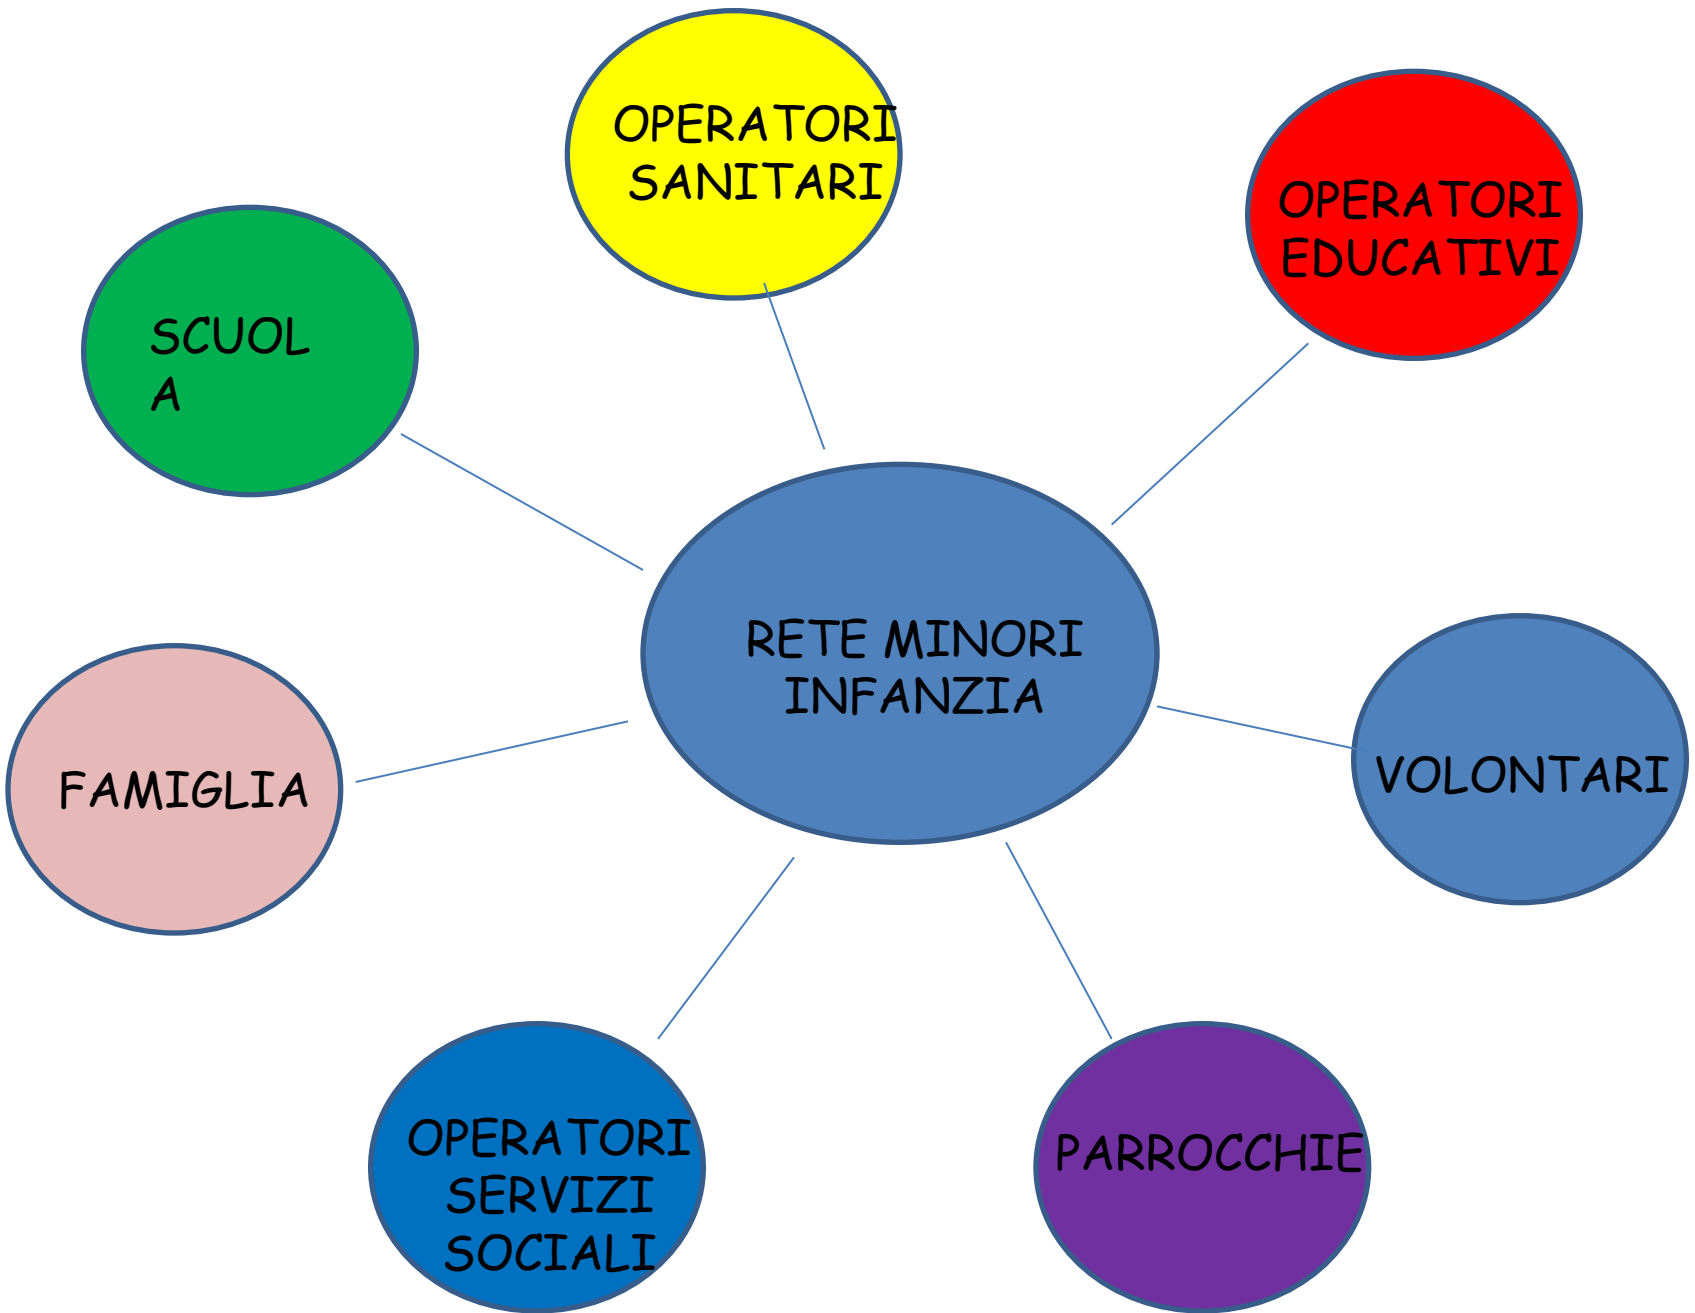 OPERATORI
SANITARI
OPERATORI
EDUCATIVI
SCUOL
A
RETE MINORI
INFANZIA
FAMIGLIA
VOLONTARI
OPERATORI
SERVIZI
SOCIALI
PARROCCHIE